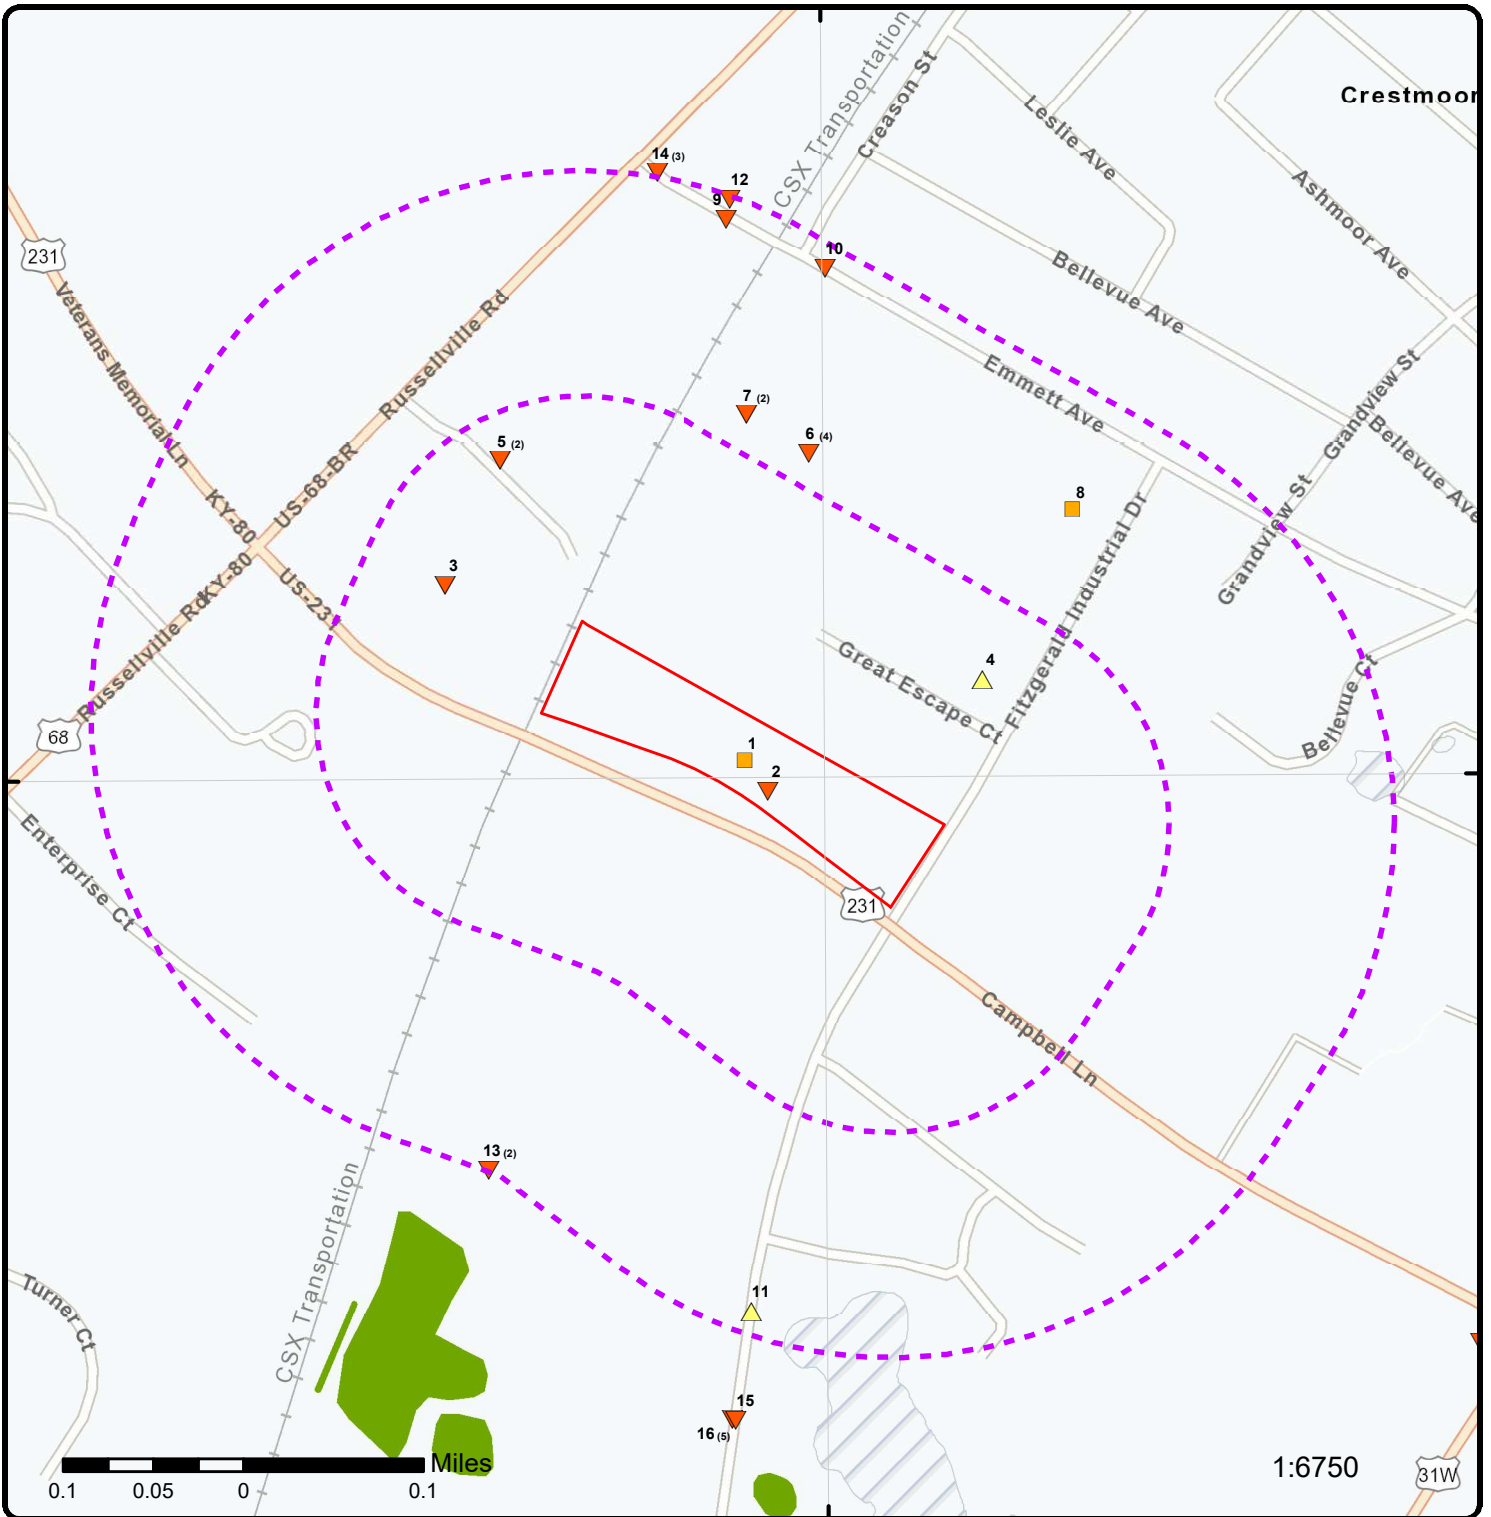 CSX Transportation
Creason St
Leslie Ave
Crestmoor
Ashmoor Ave
14 (3)
12
9
10
231
Bellevue Ave
Veterans Memorial Ln
Russellville Rd
Emmett Ave
Grandview St
Bellevue Ave
7 (2)
6 (4)
5 (2)
US-68-BR
KY-80
8
Grandview St
Fitzgerald Industrial Dr
KY-80
US-231
3
Russellville Rd
Great Escape Ct
4
Bellevue Ct
68
1
2
Enterprise Ct
231
Campbell Ln
13 (2)
CSX Transportation
Turner Ct
11
15
16 (5)
Miles
0.1 0.05 0 0.1
1:6750
31W